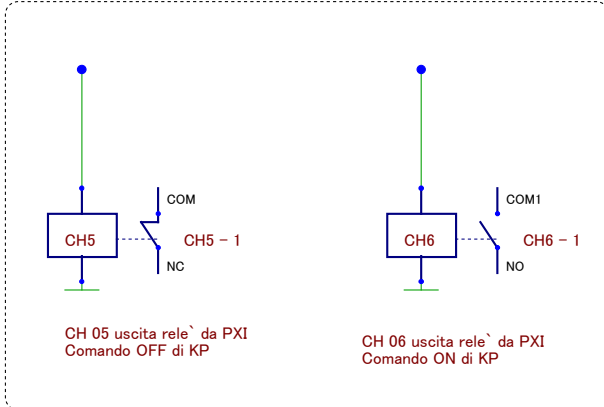 COM
CH5
CH5 - 1
NC
CH 05 uscita rele` da PXI
Comando OFF di KP
COM1
CH6
CH6 - 1
NO
CH 06 uscita rele` da PXI
Comando ON di KP